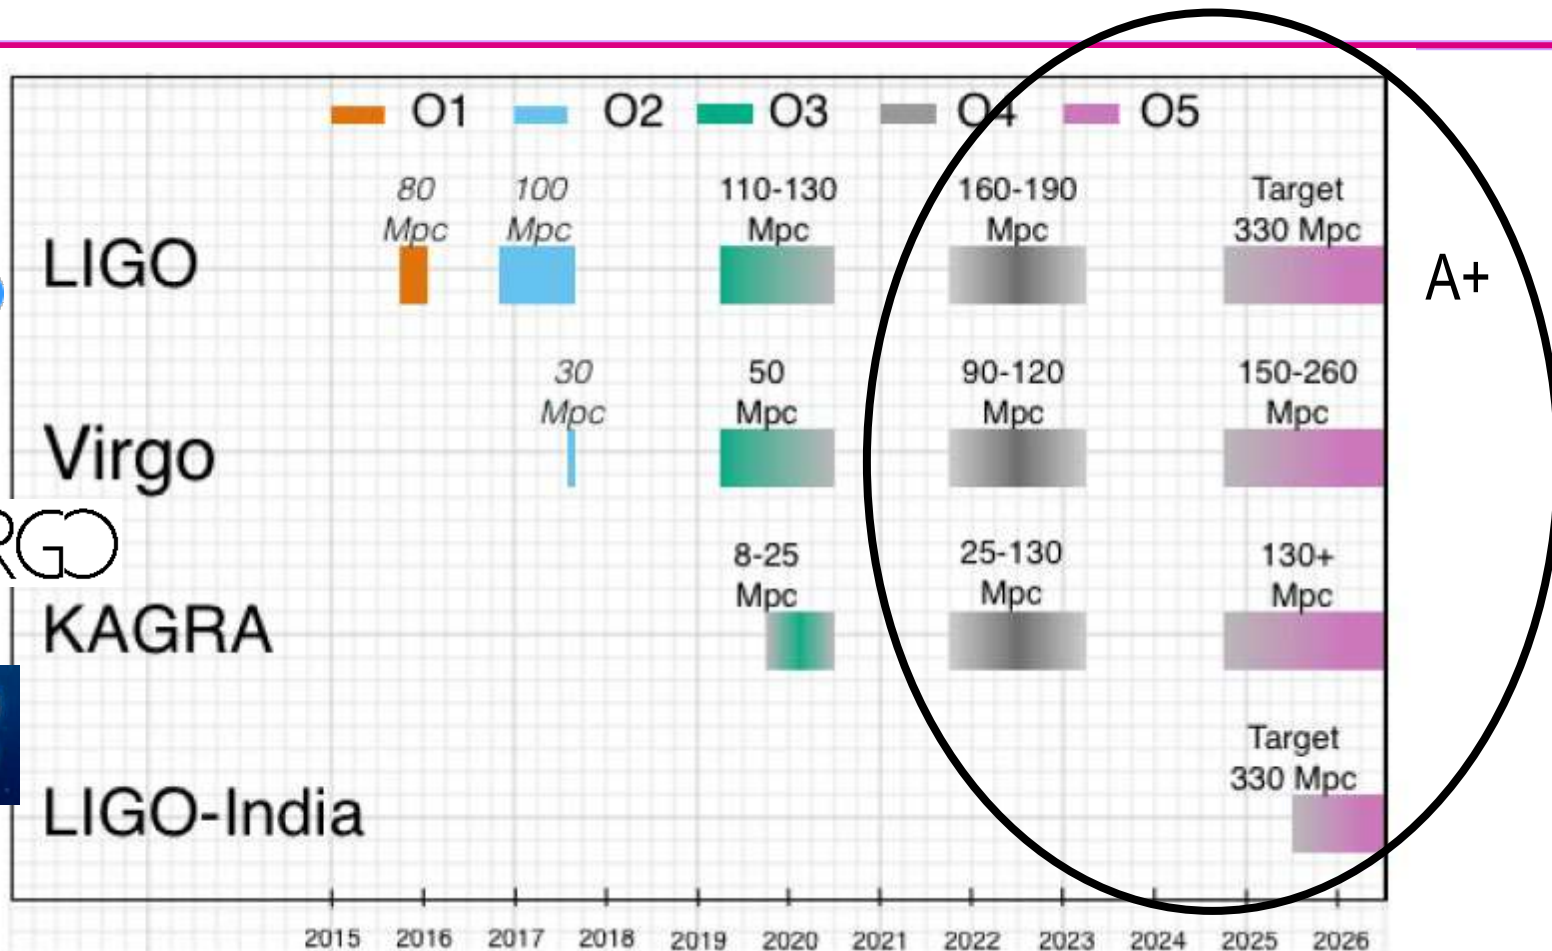 O1 O2 O3 O4 O5
80 100 110-130 160-190 Target
Mpc Mpc Mpc Mpc 330 Mpc
LIGO A+
30 50 90-120 150-260
Mpc Mpc Mpc Mpc
Virgo
RGO
8-25 25-130 130+
Mpc Mpc Mpc
KAGRA
Target
330 Mpc
LIGO-India
2015 2016 2017 2018 2019 2020 2021 2022 2023 2024 2025 2026